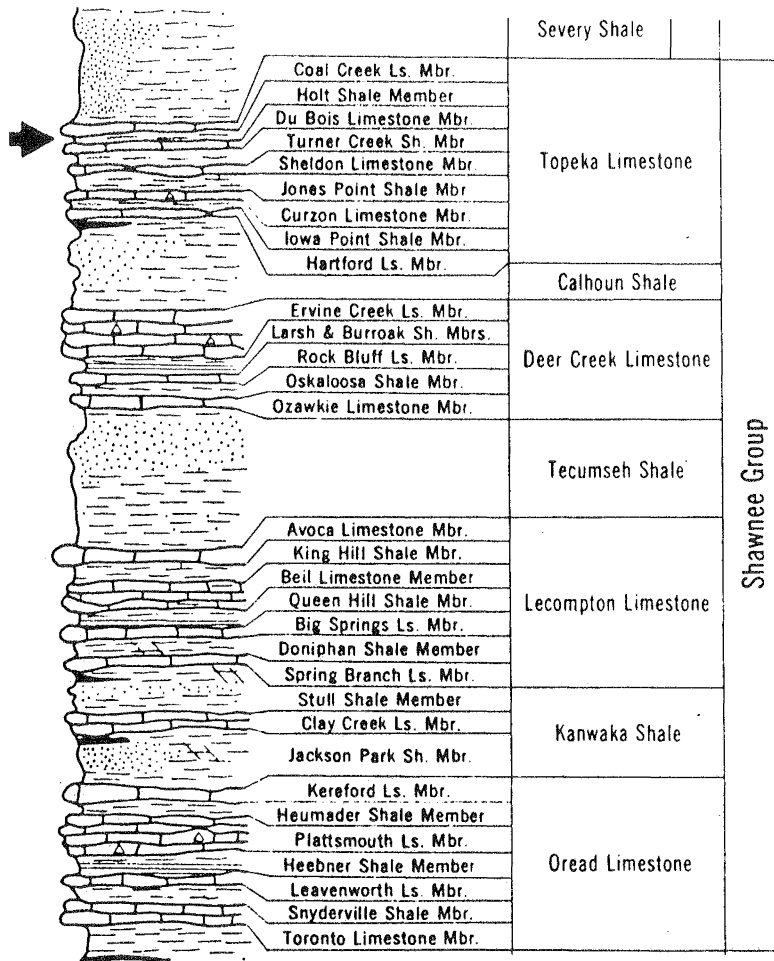 Severy Shale
Coal Creek Ls. Mbr.
Holt Shale Member
Du Bois Limestone Mbr.
Turner Creek Sh. Mbr
Sheldon Limestone Mbr.
Jones Point Shale Mbr
Curzon Limestone Mbr.
Iowa Point Shale Mbr.
Hartford Ls. Mbr.
Topeka Limestone
Calhoun Shale
Ervine Creek Ls. Mbr.
Larsh & Burroak Sh. Mbrs.
Rock Bluff Ls. Mbr.
Oskaloosa Shale Mbr.
Ozawkie Limestone Mbr.
Deer Creek Limestone
Tecumseh Shale
Avoca Limestone Mbr.
King Hill Shale Mbr.
Beil Limestone Member
Queen Hill Shale Mbr.
Big Springs Ls. Mbr.
Doniphan Shale Member
Spring Branch Ls. Mbr.
Lecompton Limestone
Stull Shale Member
Clay Creek Ls. Mbr.
Jackson Park Sh. Mbr.
Kanwaka Shale
Kereford Ls. Mbr.
Heumader Shale Member
Plattsmouth Ls. Mbr.
Heebner Shale Member
Leavenworth Ls. Mbr.
Snyderville Shale Mbr.
Toronto Limestone Mbr.
Oread Limestone
Shawnee Group